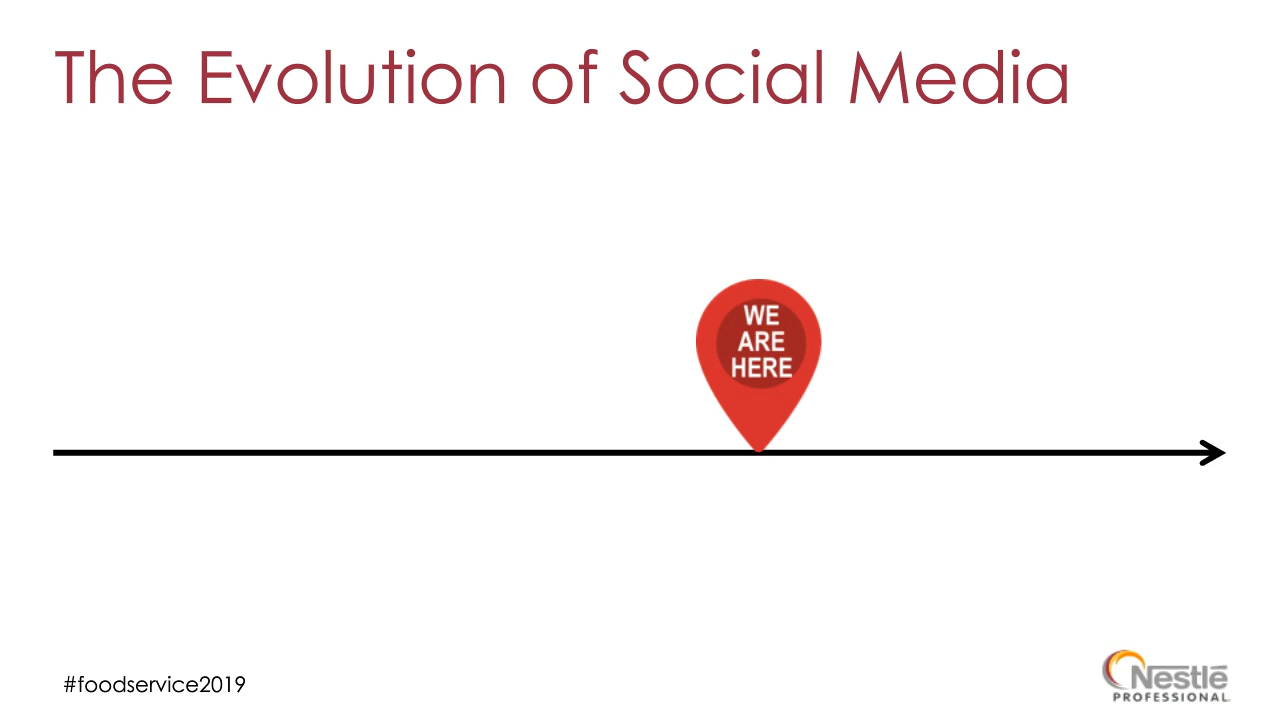 The Evolution of Social Media
WE
ARE
HERE
#foodservice2019
Nestlé
PROFESSIONAL.